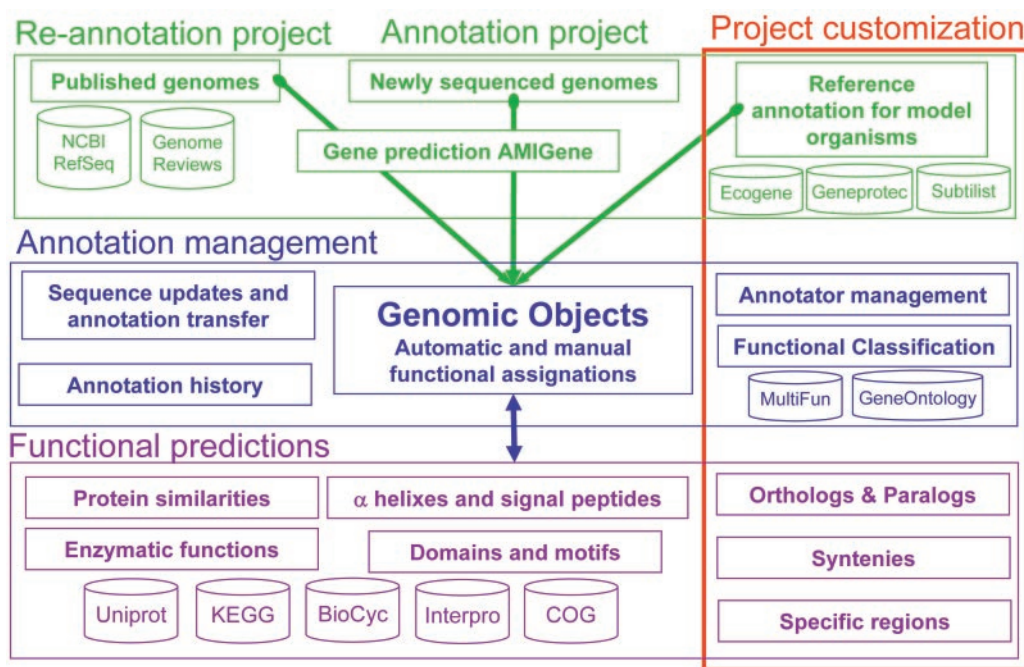 Re-annotation project
Annotation project
Project customization
Published genomes
Newly sequenced genomes
Reference
annotation for model
organisms
NCBI
RefSeq
Genome
Reviews
Gene prediction AMIGene
Ecogene
Geneprotec
Subtilist
Annotation management
Sequence updates and
annotation transfer
Genomic Objects
Automatic and manual
functional assignations
Annotator management
Functional Classification
Annotation history
MultiFun
GeneOntology
Functional predictions
Protein similarities
α helixes and signal peptides
Orthologs & Paralogs
Enzymatic functions
Domains and motifs
Syntenies
Uniprot
KEGG
BioCyc
Interpro
COG
Specific regions